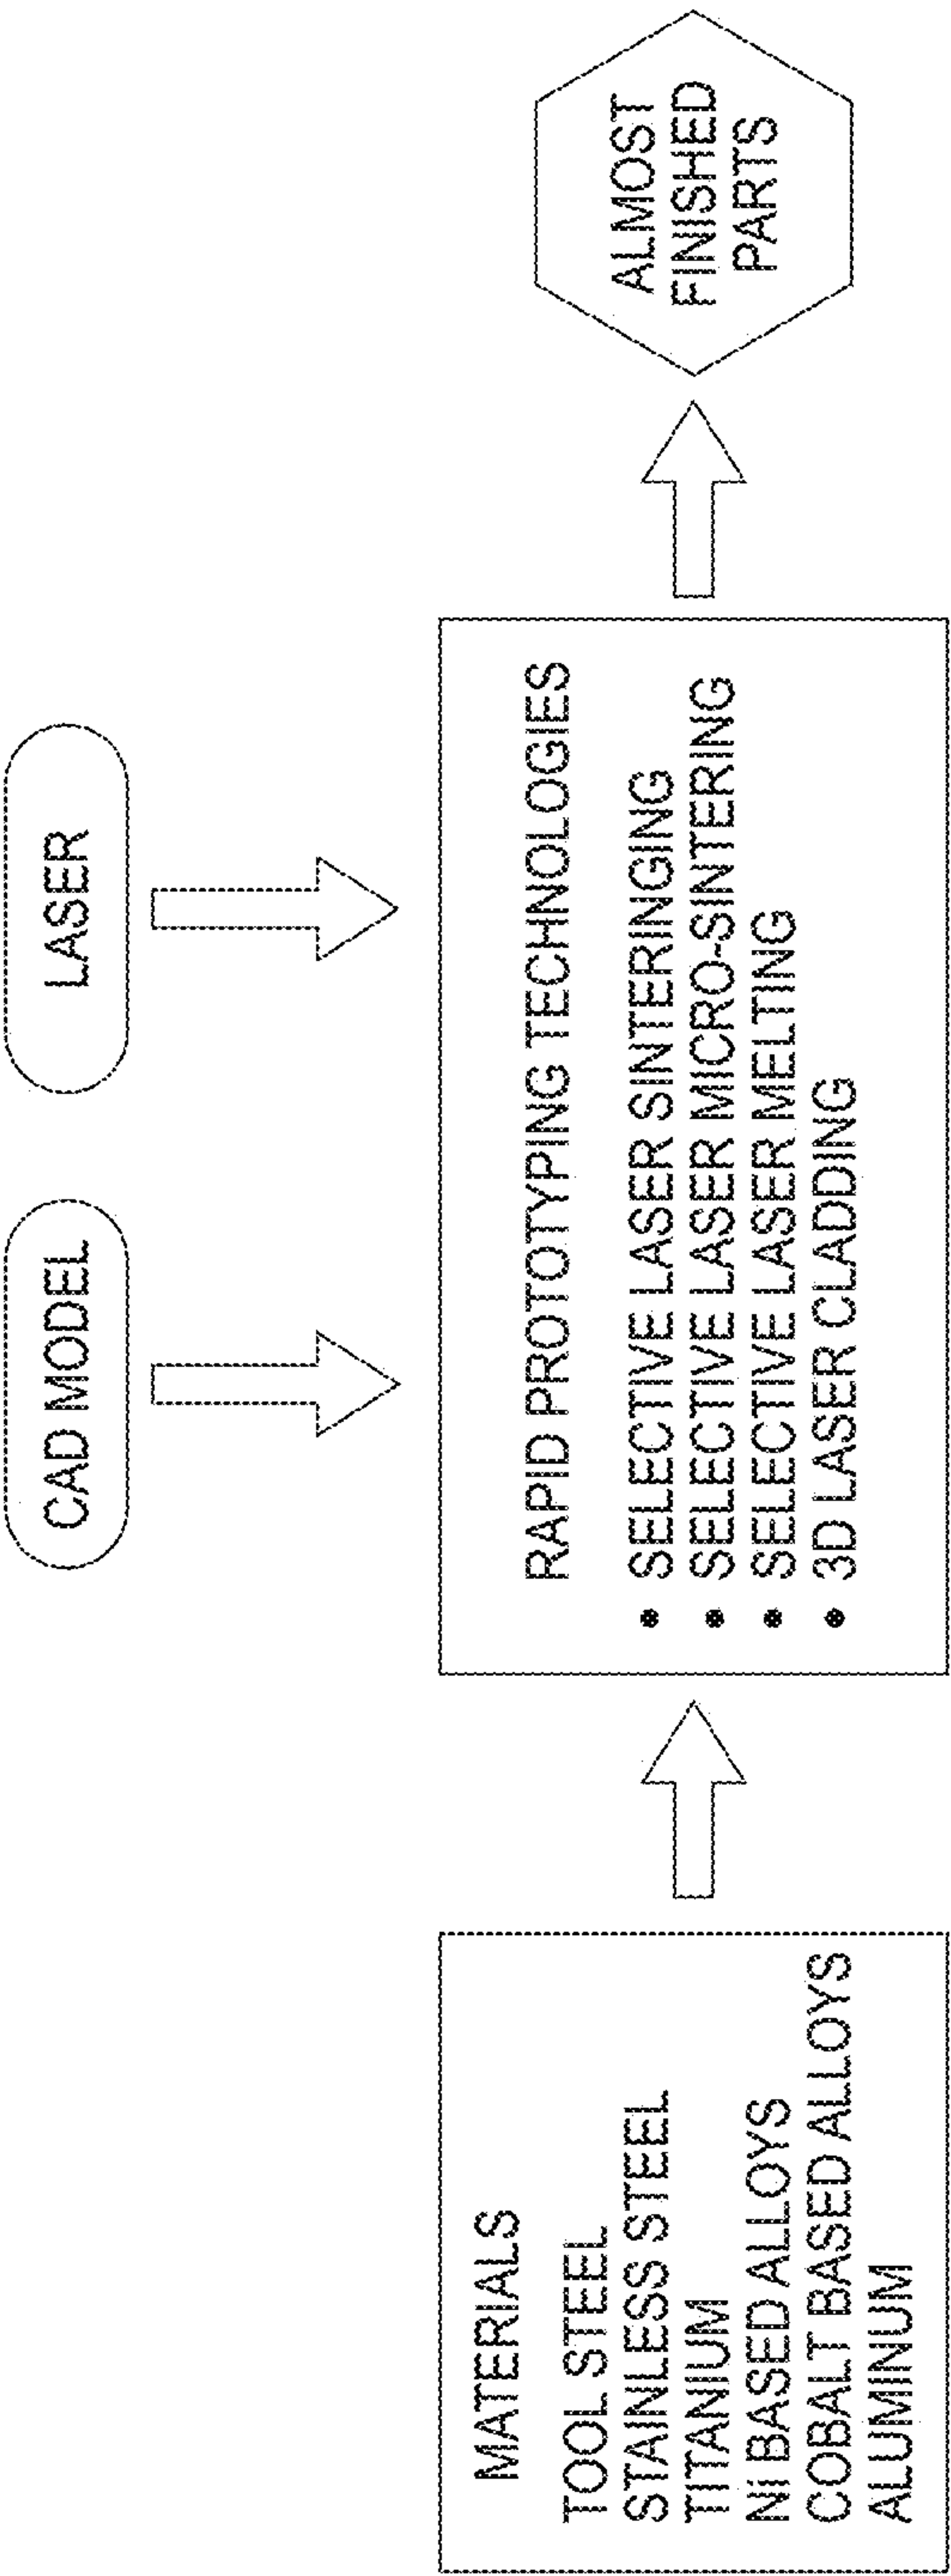 CAD MODEL
LASER
MATERIALS
TOOL STEEL
STAINLESS STEEL
TITANIUM
Ni BASED ALLOYS
COBALT BASED ALLOYS
ALUMINUM
RAPID PROTOTYPING TECHNOLOGIES
• SELECTIVE LASER SINTERINGING
• SELECTIVE LASER MICRO-SINTERING
• SELECTIVE LASER MELTING
• 3D LASER CLADDING
ALMOST
FINISHED
PARTS